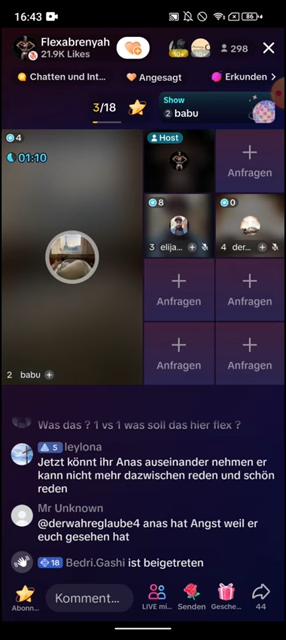 16:43
86
Flexabrenyah
21.9K Likes
298
Chatten und Int...
Angesagt
Erkunden >
3/18
Show
2 babu
4
01:10
Host
Anfragen
8
0
3 elija...
4 der...
Anfragen
Anfragen
Anfragen
Anfragen
2 babu
Was das ? 1 vs 1 was soll das hier flex ?
5 leylona
Jetzt könnt ihr Anas auseinander nehmen er
kann nicht mehr dazwischen reden und schön
reden
Mr Unknown
@derwahreglaube4 anas hat Angst weil er
euch gesehen hat
18 Bedri.Gashi ist beigetreten
Abonn...
Komment...
LIVE mi...
Senden
Gesche...
44